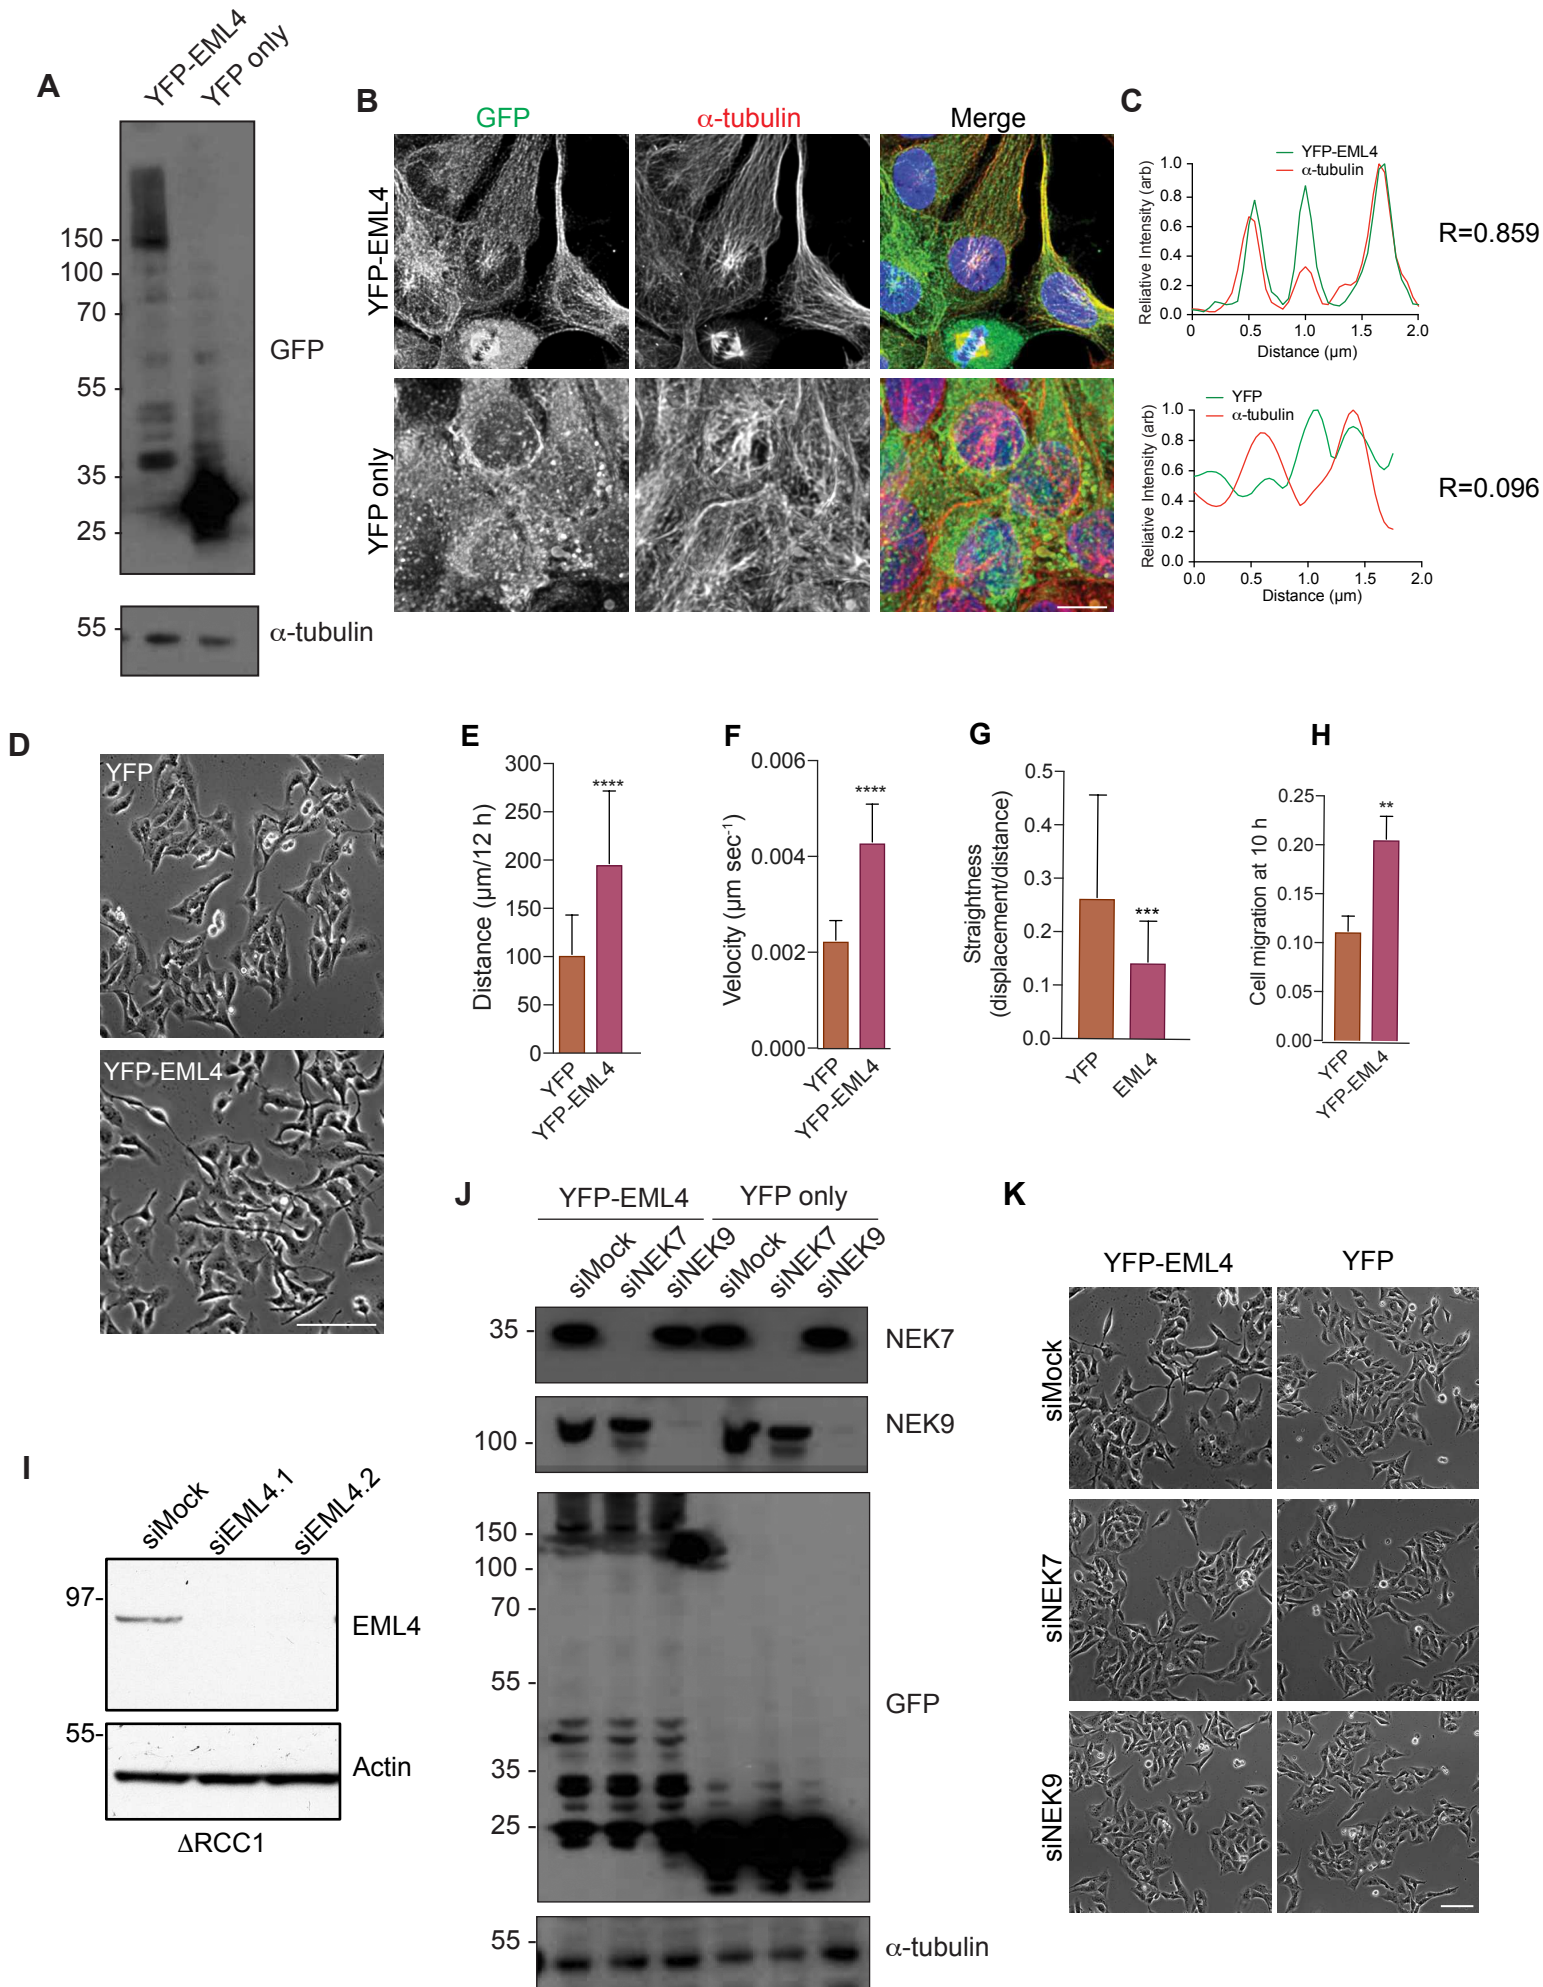 A
YFP-EML4
YFP only
150
100
70
55
35
25
GFP
55
α-tubulin
B
GFP
α-tubulin
Merge
YFP-EML4
YFP only
C
YFP-EML4
α-tubulin
Reliative Intensity (arb)
1.0
0.8
0.6
0.4
0.2
0.0
0
0.5
1.0
1.5
2.0
Distance (µm)
R=0.859
YFP
α-tubulin
Reliative Intensity (arb)
1.0
0.8
0.6
0.4
0.2
0.0
0.0
0.5
1.0
1.5
2.0
Distance (µm)
R=0.096
D
YFP
YFP-EML4
E
Distance (µm/12 h)
300
250
200
150
100
50
0
****
YFP
YFP-EML4
F
Velocity (µm sec-1)
0.006
0.004
0.002
0.000
****
YFP
YFP-EML4
G
Straightness
(displacement/distance)
0.5
0.4
0.3
0.2
0.1
0.0
***
YFP
EML4
H
Cell migration at 10 h
0.25
0.20
0.15
0.10
0.05
0.00
**
YFP
YFP-EML4
I
siMock
siEML4.1
siEML4.2
97-
EML4
55-
Actin
ΔRCC1
J
YFP-EML4
YFP only
siMock
siNEK7
siNEK9
siMock
siNEK7
siNEK9
35 -
NEK7
100 -
NEK9
150 -
100 -
70 -
55 -
35 -
25 -
GFP
55 -
α-tubulin
K
YFP-EML4
YFP
siMock
siNEK7
siNEK9